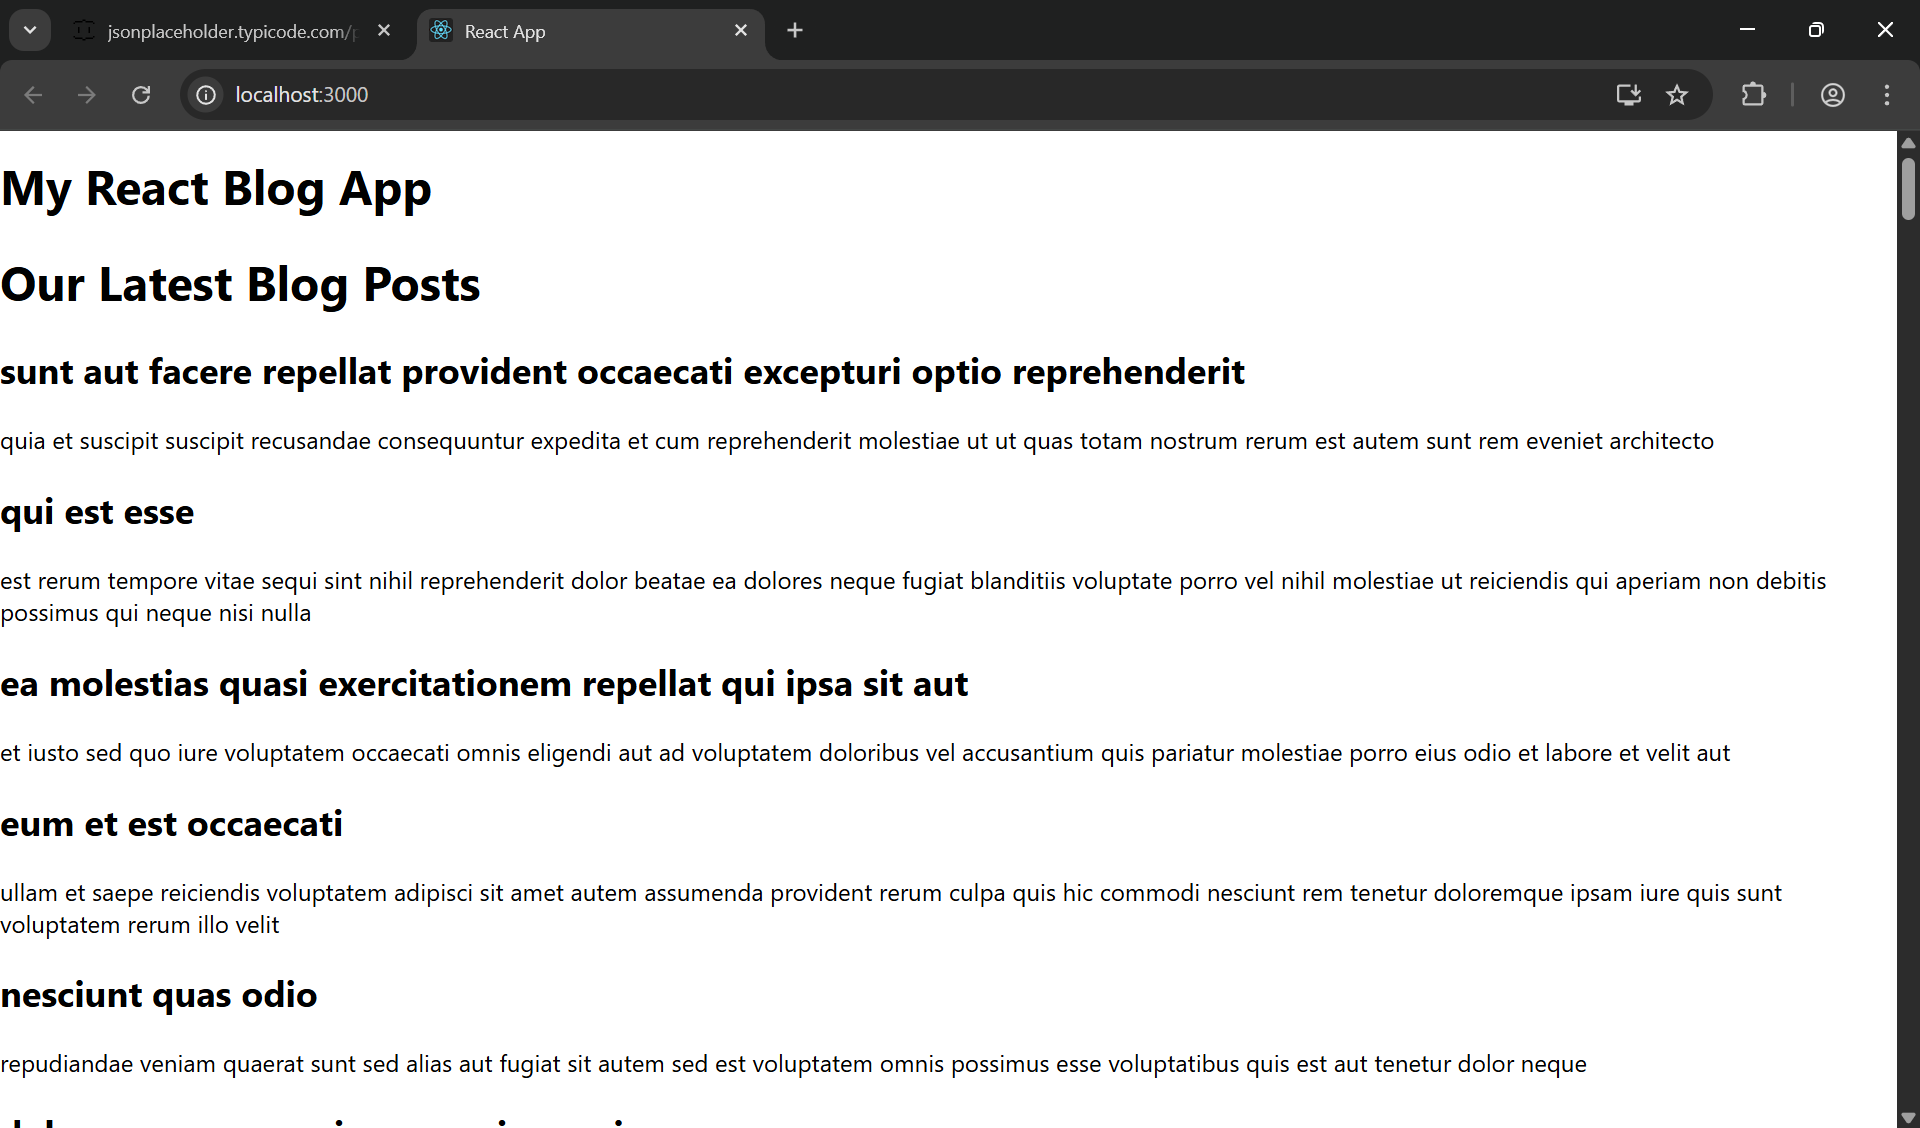 jsonplaceholder.typicode.com/
React App
localhost:3000
My React Blog App
Our Latest Blog Posts
sunt aut facere repellat provident occaecati excepturi optio reprehenderit
quia et suscipit suscipit recusandae consequuntur expedita et cum reprehenderit molestiae ut ut quas totam nostrum rerum est autem sunt rem eveniet architecto
qui est esse
est rerum tempore vitae sequi sint nihil reprehenderit dolor beatae ea dolores neque fugiat blanditiis voluptate porro vel nihil molestiae ut reiciendis qui aperiam non debitis
possimus qui neque nisi nulla
ea molestias quasi exercitationem repellat qui ipsa sit aut
et iusto sed quo iure voluptatem occaecati omnis eligendi aut ad voluptatem doloribus vel accusantium quis pariatur molestiae porro eius odio et labore et velit aut
eum et est occaecati
ullam et saepe reiciendis voluptatem adipisci sit amet autem assumenda provident rerum culpa quis hic commodi nesciunt rem tenetur doloremque ipsam iure quis sunt
voluptatem rerum illo velit
nesciunt quas odio
repudiandae veniam quaerat sunt sed alias aut fugiat sit autem sed est voluptatem omnis possimus esse voluptatibus quis est aut tenetur dolor neque